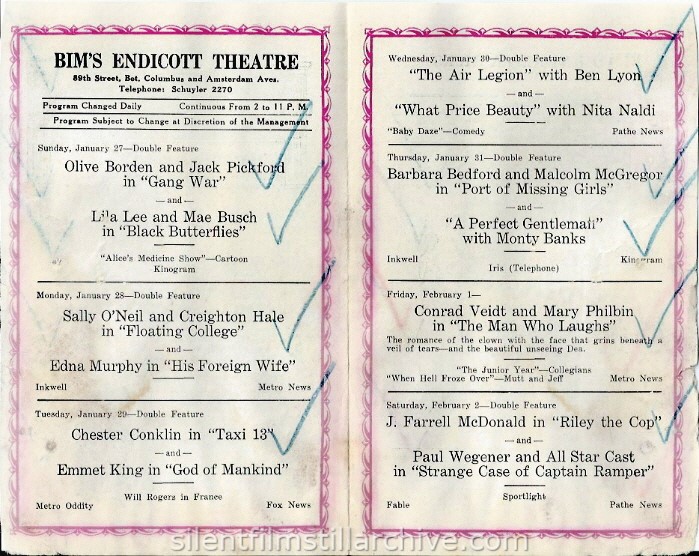 BIM'S ENDICOTT THEATRE
89th Street, Bet. Columbus and Amsterdam Aves.
Telephone: Schuyler 2270
Program Changed Daily Continuous From 2 to 11 P. M.
Program Subject to Change at Discretion of the Management
Sunday, January 27—Double Feature
Olive Borden and Jack Pickford
in "Gang War"
—and—
Lila Lee and Mae Busch
in "Black Butterflies"
"Alice's Medicine Show"—Cartoon
Kinogram
Monday, January 28—Double Feature
Sally O'Neil and Creighton Hale
in "Floating College"
—and—
Edna Murphy in "His Foreign Wife"
Inkwell Metro News
Tuesday, January 29—Double Feature
Chester Conklin in "Taxi 13"
—and—
Emmet King in "God of Mankind"
Will Rogers in France
Metro Oddity Fox News
Wednesday, January 30—Double Feature
"The Air Legion" with Ben Lyon
—and—
"What Price Beauty" with Nita Naldi
"Baby Daze"—Comedy Pathe News
Thursday, January 31—Double Feature
Barbara Bedford and Malcolm McGregor
in "Port of Missing Girls"
—and—
"A Perfect Gentleman"
with Monty Banks
Inkwell Kinogram
Iris (Telephone)
Friday, February 1—
Conrad Veidt and Mary Philbin
in "The Man Who Laughs"
The romance of the clown with the face that grins beneath a
veil of tears—and the beautiful unseeing Dea.
"The Junior Year"—Collegians
"When Hell Froze Over"—Mutt and Jeff Metro News
Saturday, February 2—Double Feature
J. Farrell McDonald in "Riley the Cop"
—and—
Paul Wegener and All Star Cast
in "Strange Case of Captain Ramper"
Sportlight
Fable Pathe News
silentfilmstillarchive.com